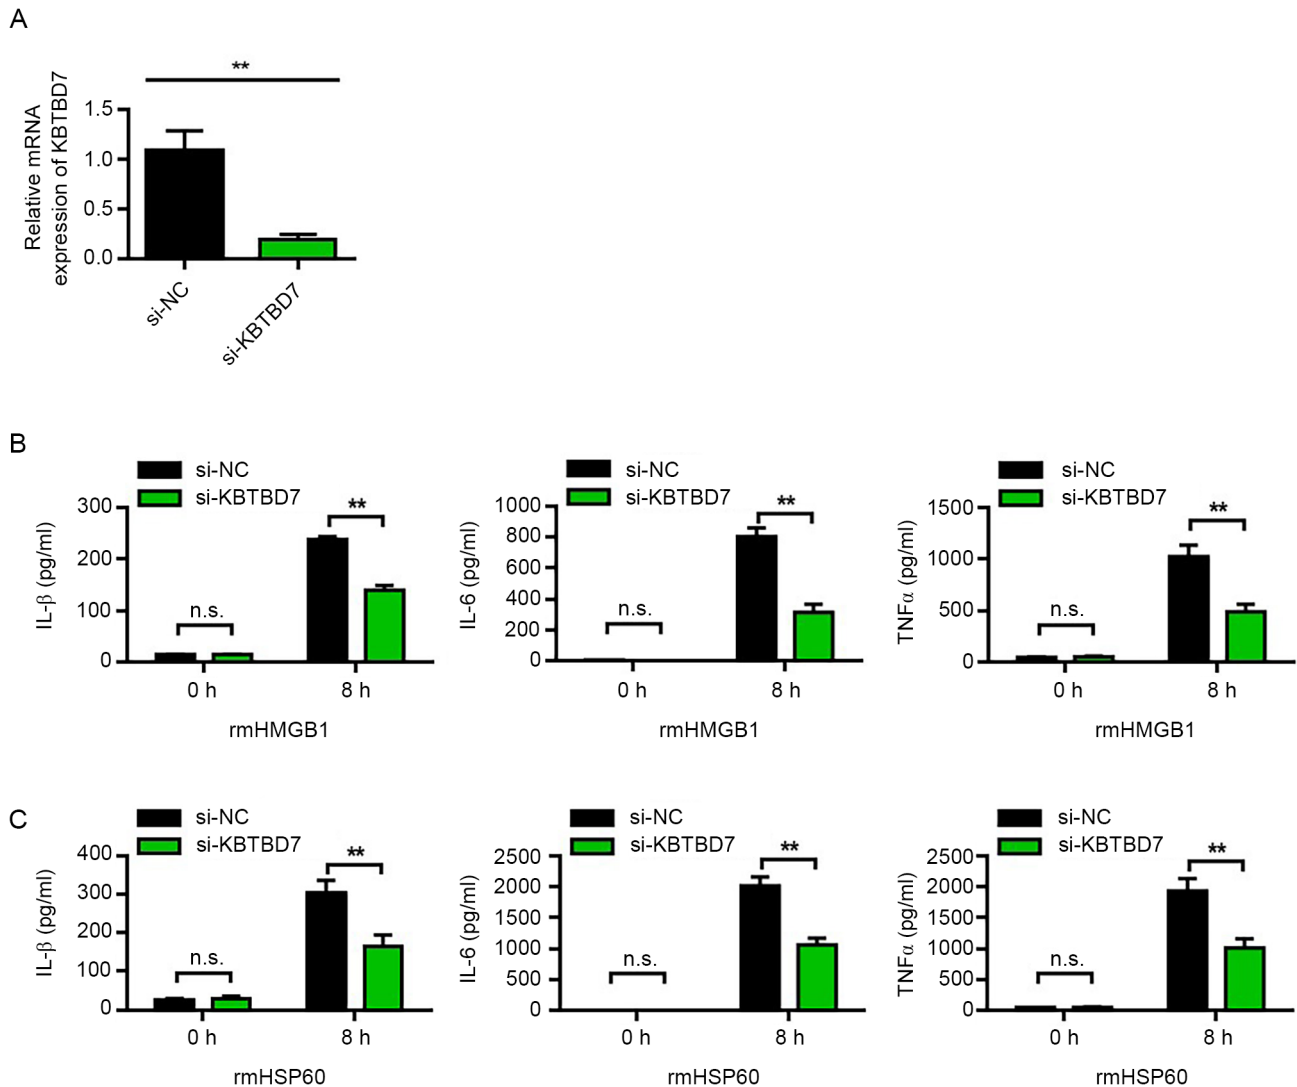 A
**
Relative mRNA
expression of KBTBD7
1.5
1.0
0.5
0.0
si-NC
si-KBTBD7
B
si-NC
si-KBTBD7
IL-β (pg/ml)
300
200
100
0
n.s.
**
0 h
8 h
rmHMGB1
si-NC
si-KBTBD7
IL-6 (pg/ml)
1000
800
600
400
200
0
n.s.
**
0 h
8 h
rmHMGB1
si-NC
si-KBTBD7
TNFα (pg/ml)
1500
1000
500
0
n.s.
**
0 h
8 h
rmHMGB1
C
si-NC
si-KBTBD7
IL-β (pg/ml)
400
300
200
100
0
n.s.
**
0 h
8 h
rmHSP60
si-NC
si-KBTBD7
IL-6 (pg/ml)
2500
2000
1500
1000
500
0
n.s.
**
0 h
8 h
rmHSP60
si-NC
si-KBTBD7
TNFα (pg/ml)
2500
2000
1500
1000
500
0
n.s.
**
0 h
8 h
rmHSP60